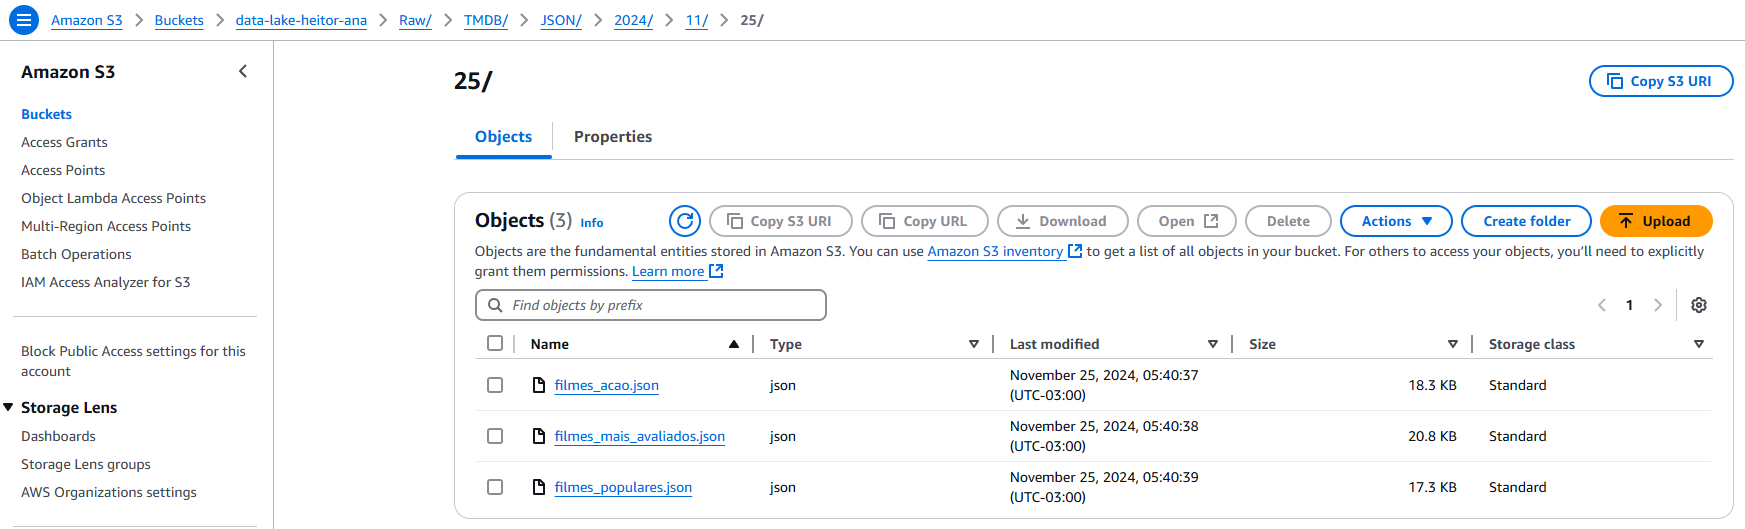 Amazon S3 > Buckets > data-lake-heitor-ana > Raw/ > TMDB/ > JSON/ > 2024/ > 11/ > 25/
Amazon S3
Buckets
Access Grants
Access Points
Object Lambda Access Points
Multi-Region Access Points
Batch Operations
IAM Access Analyzer for S3
Block Public Access settings for this
account
Storage Lens
Dashboards
Storage Lens groups
AWS Organizations settings
25/
Copy S3 URI
Objects Properties
Objects (3) Info Copy S3 URI Copy URL Download Open Delete Actions Create folder Upload
Objects are the fundamental entities stored in Amazon S3. You can use Amazon S3 inventory to get a list of all objects in your bucket. For others to access your objects, you’ll need to explicitly
grant them permissions. Learn more
Find objects by prefix
1
Name Type Last modified Size Storage class
filmes_acao.json json November 25, 2024, 05:40:37 18.3 KB Standard
(UTC-03:00)
filmes_mais_avaliados.json json November 25, 2024, 05:40:38 20.8 KB Standard
(UTC-03:00)
filmes_populares.json json November 25, 2024, 05:40:39 17.3 KB Standard
(UTC-03:00)